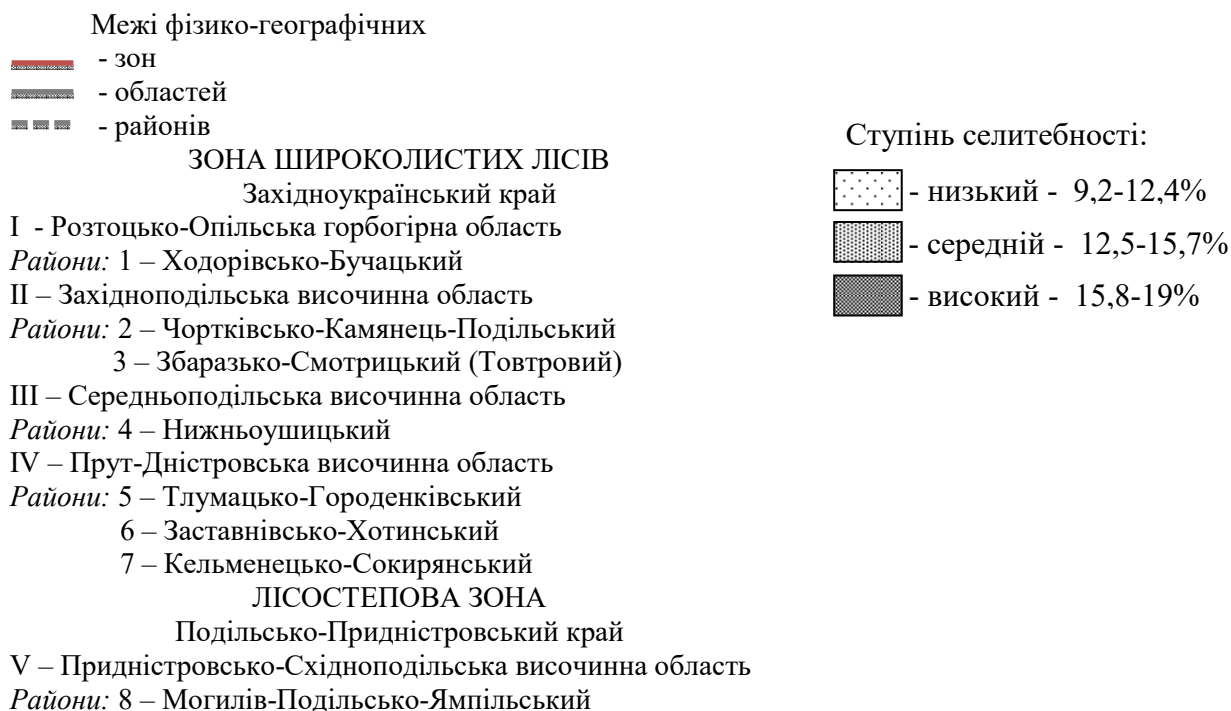 Межі фізико-географічних
- зон
- областей
- районів
ЗОНА ШИРОКОЛИСТИХ ЛІСІВ
Західноукраїнський край
І - Розтоцько-Опільська горбогірна область
Райони: 1 – Ходорівсько-Бучацький
ІІ – Західноподільська височинна область
Райони: 2 – Чортківсько-Камянець-Подільський
3 – Збаразько-Смотрицький (Товтровий)
ІІІ – Середньоподільська височинна область
Райони: 4 – Нижньоушицький
IV – Прут-Дністровська височинна область
Райони: 5 – Тлумацько-Городенківський
6 – Заставнівсько-Хотинський
7 – Кельменецько-Сокирянський
ЛІСОСТЕПОВА ЗОНА
Подільсько-Придністровський край
V – Придністровсько-Східноподільська височинна область
Райони: 8 – Могилів-Подільсько-Ямпільський
Ступінь селитебності:
- низький - 9,2-12,4%
- середній - 12,5-15,7%
- високий - 15,8-19%